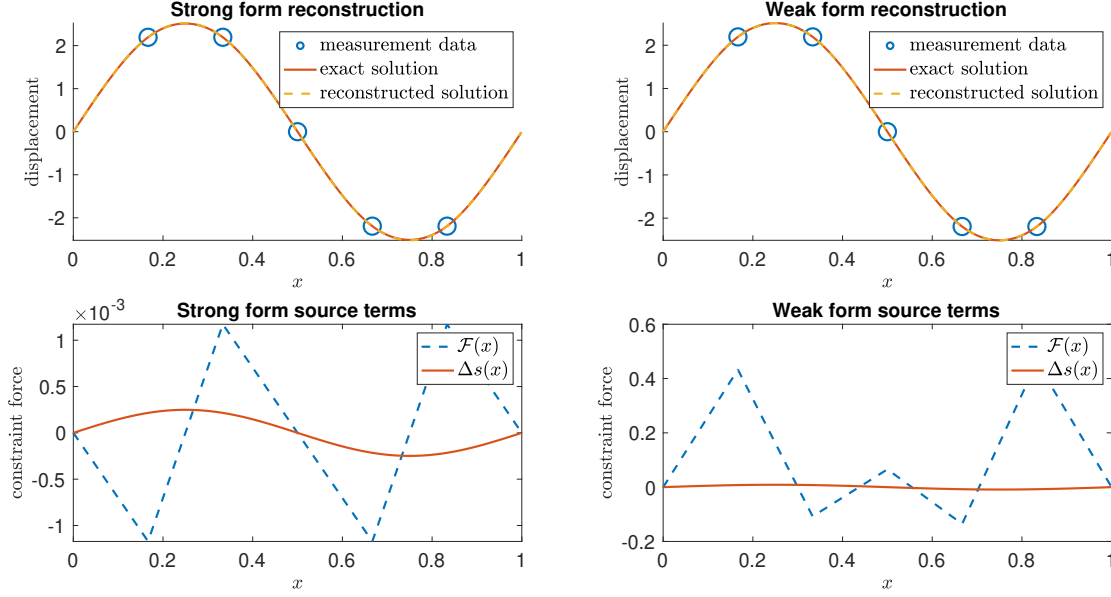 Strong form reconstruction
displacement
2
1
0
-1
-2
0
0.2
0.4
0.6
0.8
1
x
measurement data
exact solution
reconstructed solution
Weak form reconstruction
displacement
2
1
0
-1
-2
0
0.2
0.4
0.6
0.8
1
x
measurement data
exact solution
reconstructed solution
Strong form source terms
×10⁻³
constraint force
1
0.5
0
-0.5
-1
0
0.2
0.4
0.6
0.8
1
x
ℱ(x)
Δs(x)
Weak form source terms
constraint force
0.6
0.4
0.2
0
-0.2
0
0.2
0.4
0.6
0.8
1
x
ℱ(x)
Δs(x)